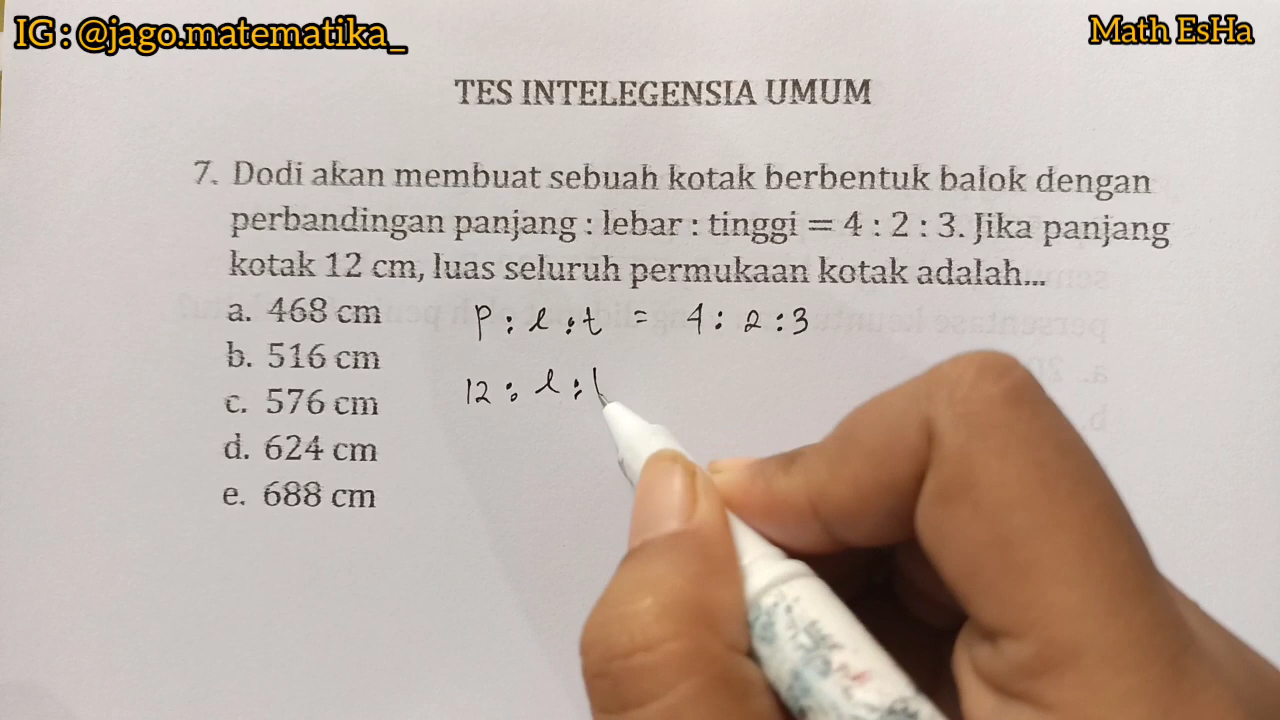 IG : @jago.matematika_
Math EsHa
TES INTELEGENSIA UMUM
7. Dodi akan membuat sebuah kotak berbentuk balok dengan
perbandingan panjang : lebar : tinggi = 4 : 2 : 3. Jika panjang
kotak 12 cm, luas seluruh permukaan kotak adalah...
a. 468 cm
b. 516 cm
c. 576 cm
d. 624 cm
e. 688 cm
p : l : t = 4 : 2 : 3
12 : l :